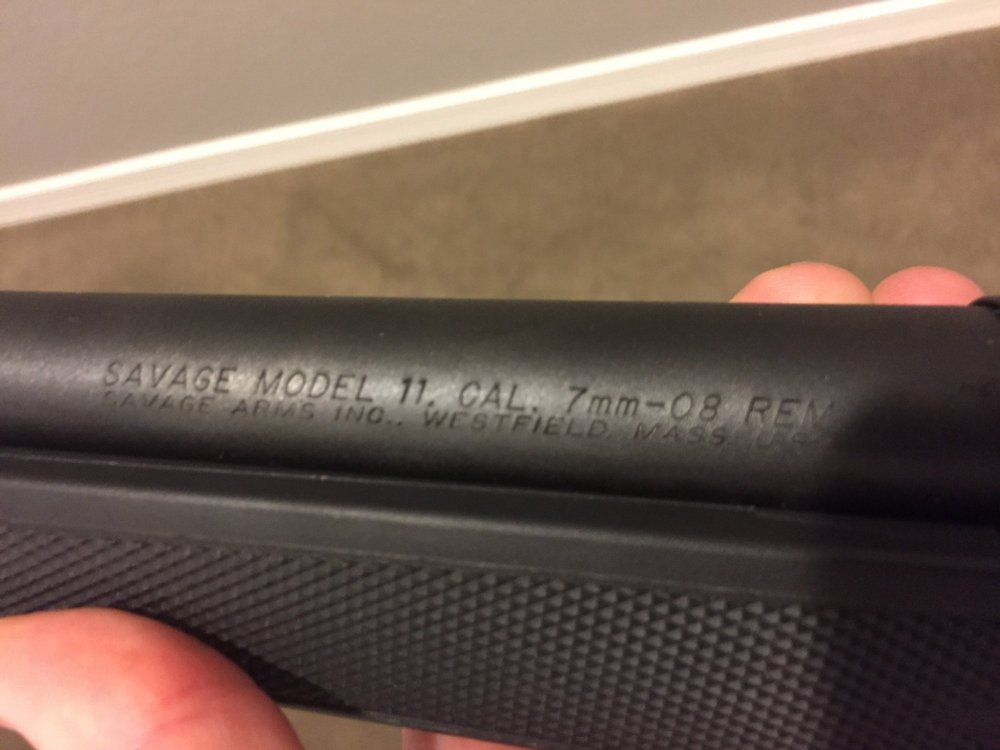 SAVAGE MODEL 11. CAL. 7mm-08 REM
SAVAGE ARMS INC., WESTFIELD, MASS.